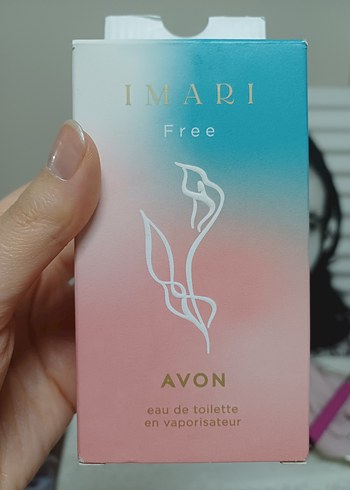 IMARI
Free
AVON
eau de toilette
en vaporisateur